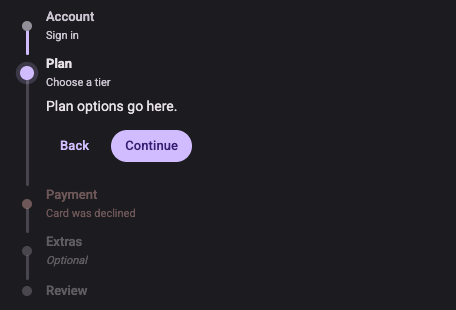 Account
Sign in
Plan
Choose a tier
Plan options go here.
Back Continue
Payment
Card was declined
Extras
Optional
Review